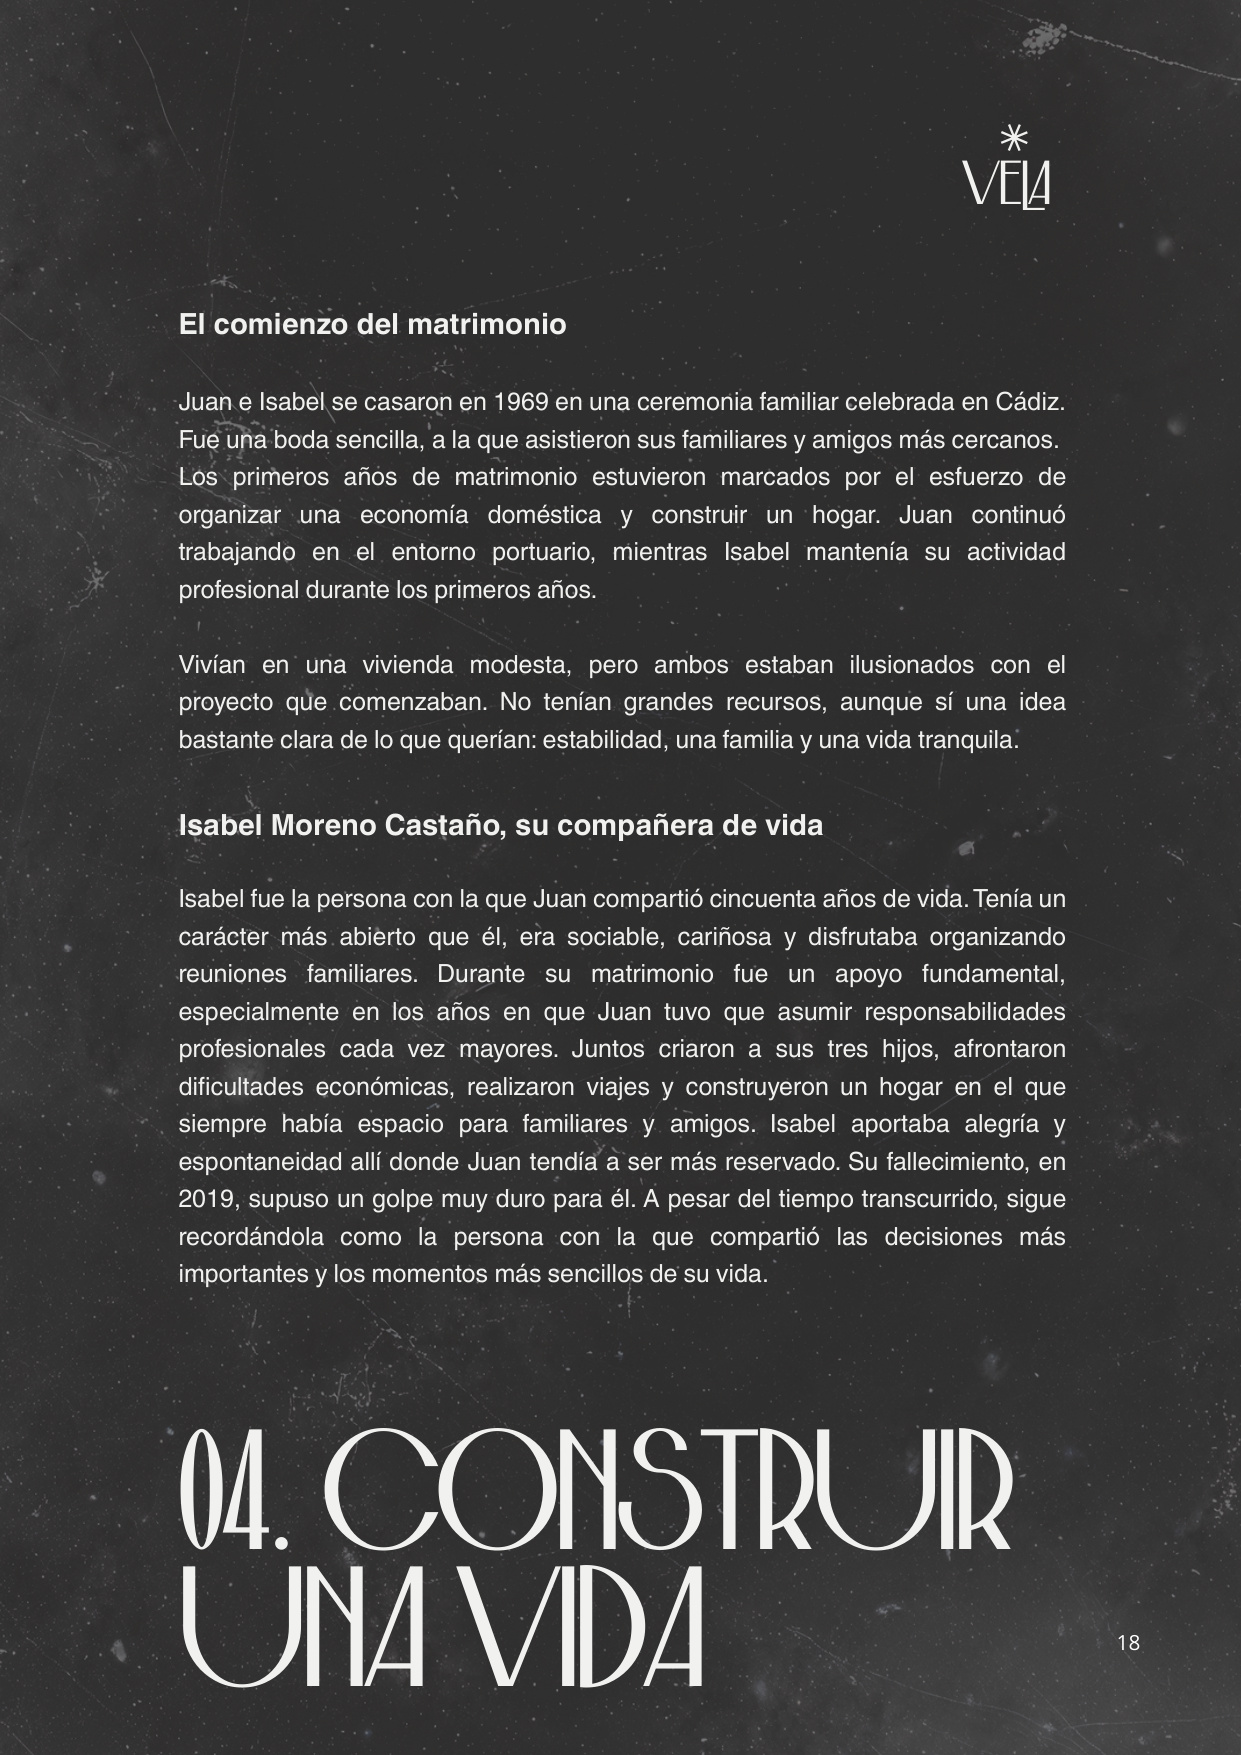 VELA
El comienzo del matrimonio
Juan e Isabel se casaron en 1969 en una ceremonia familiar celebrada en Cádiz.
Fue una boda sencilla, a la que asistieron sus familiares y amigos más cercanos.
Los primeros años de matrimonio estuvieron marcados por el esfuerzo de
organizar una economía doméstica y construir un hogar. Juan continuó
trabajando en el entorno portuario, mientras Isabel mantenía su actividad
profesional durante los primeros años.
Vivían en una vivienda modesta, pero ambos estaban ilusionados con el
proyecto que comenzaban. No tenían grandes recursos, aunque sí una idea
bastante clara de lo que querían: estabilidad, una familia y una vida tranquila.
Isabel Moreno Castaño, su compañera de vida
Isabel fue la persona con la que Juan compartió cincuenta años de vida. Tenía un
carácter más abierto que él, era sociable, cariñosa y disfrutaba organizando
reuniones familiares. Durante su matrimonio fue un apoyo fundamental,
especialmente en los años en que Juan tuvo que asumir responsabilidades
profesionales cada vez mayores. Juntos criaron a sus tres hijos, afrontaron
dificultades económicas, realizaron viajes y construyeron un hogar en el que
siempre había espacio para familiares y amigos. Isabel aportaba alegría y
espontaneidad allí donde Juan tendía a ser más reservado. Su fallecimiento, en
2019, supuso un golpe muy duro para él. A pesar del tiempo transcurrido, sigue
recordándola como la persona con la que compartió las decisiones más
importantes y los momentos más sencillos de su vida.
04. CONSTRUIR
UNA VIDA
18